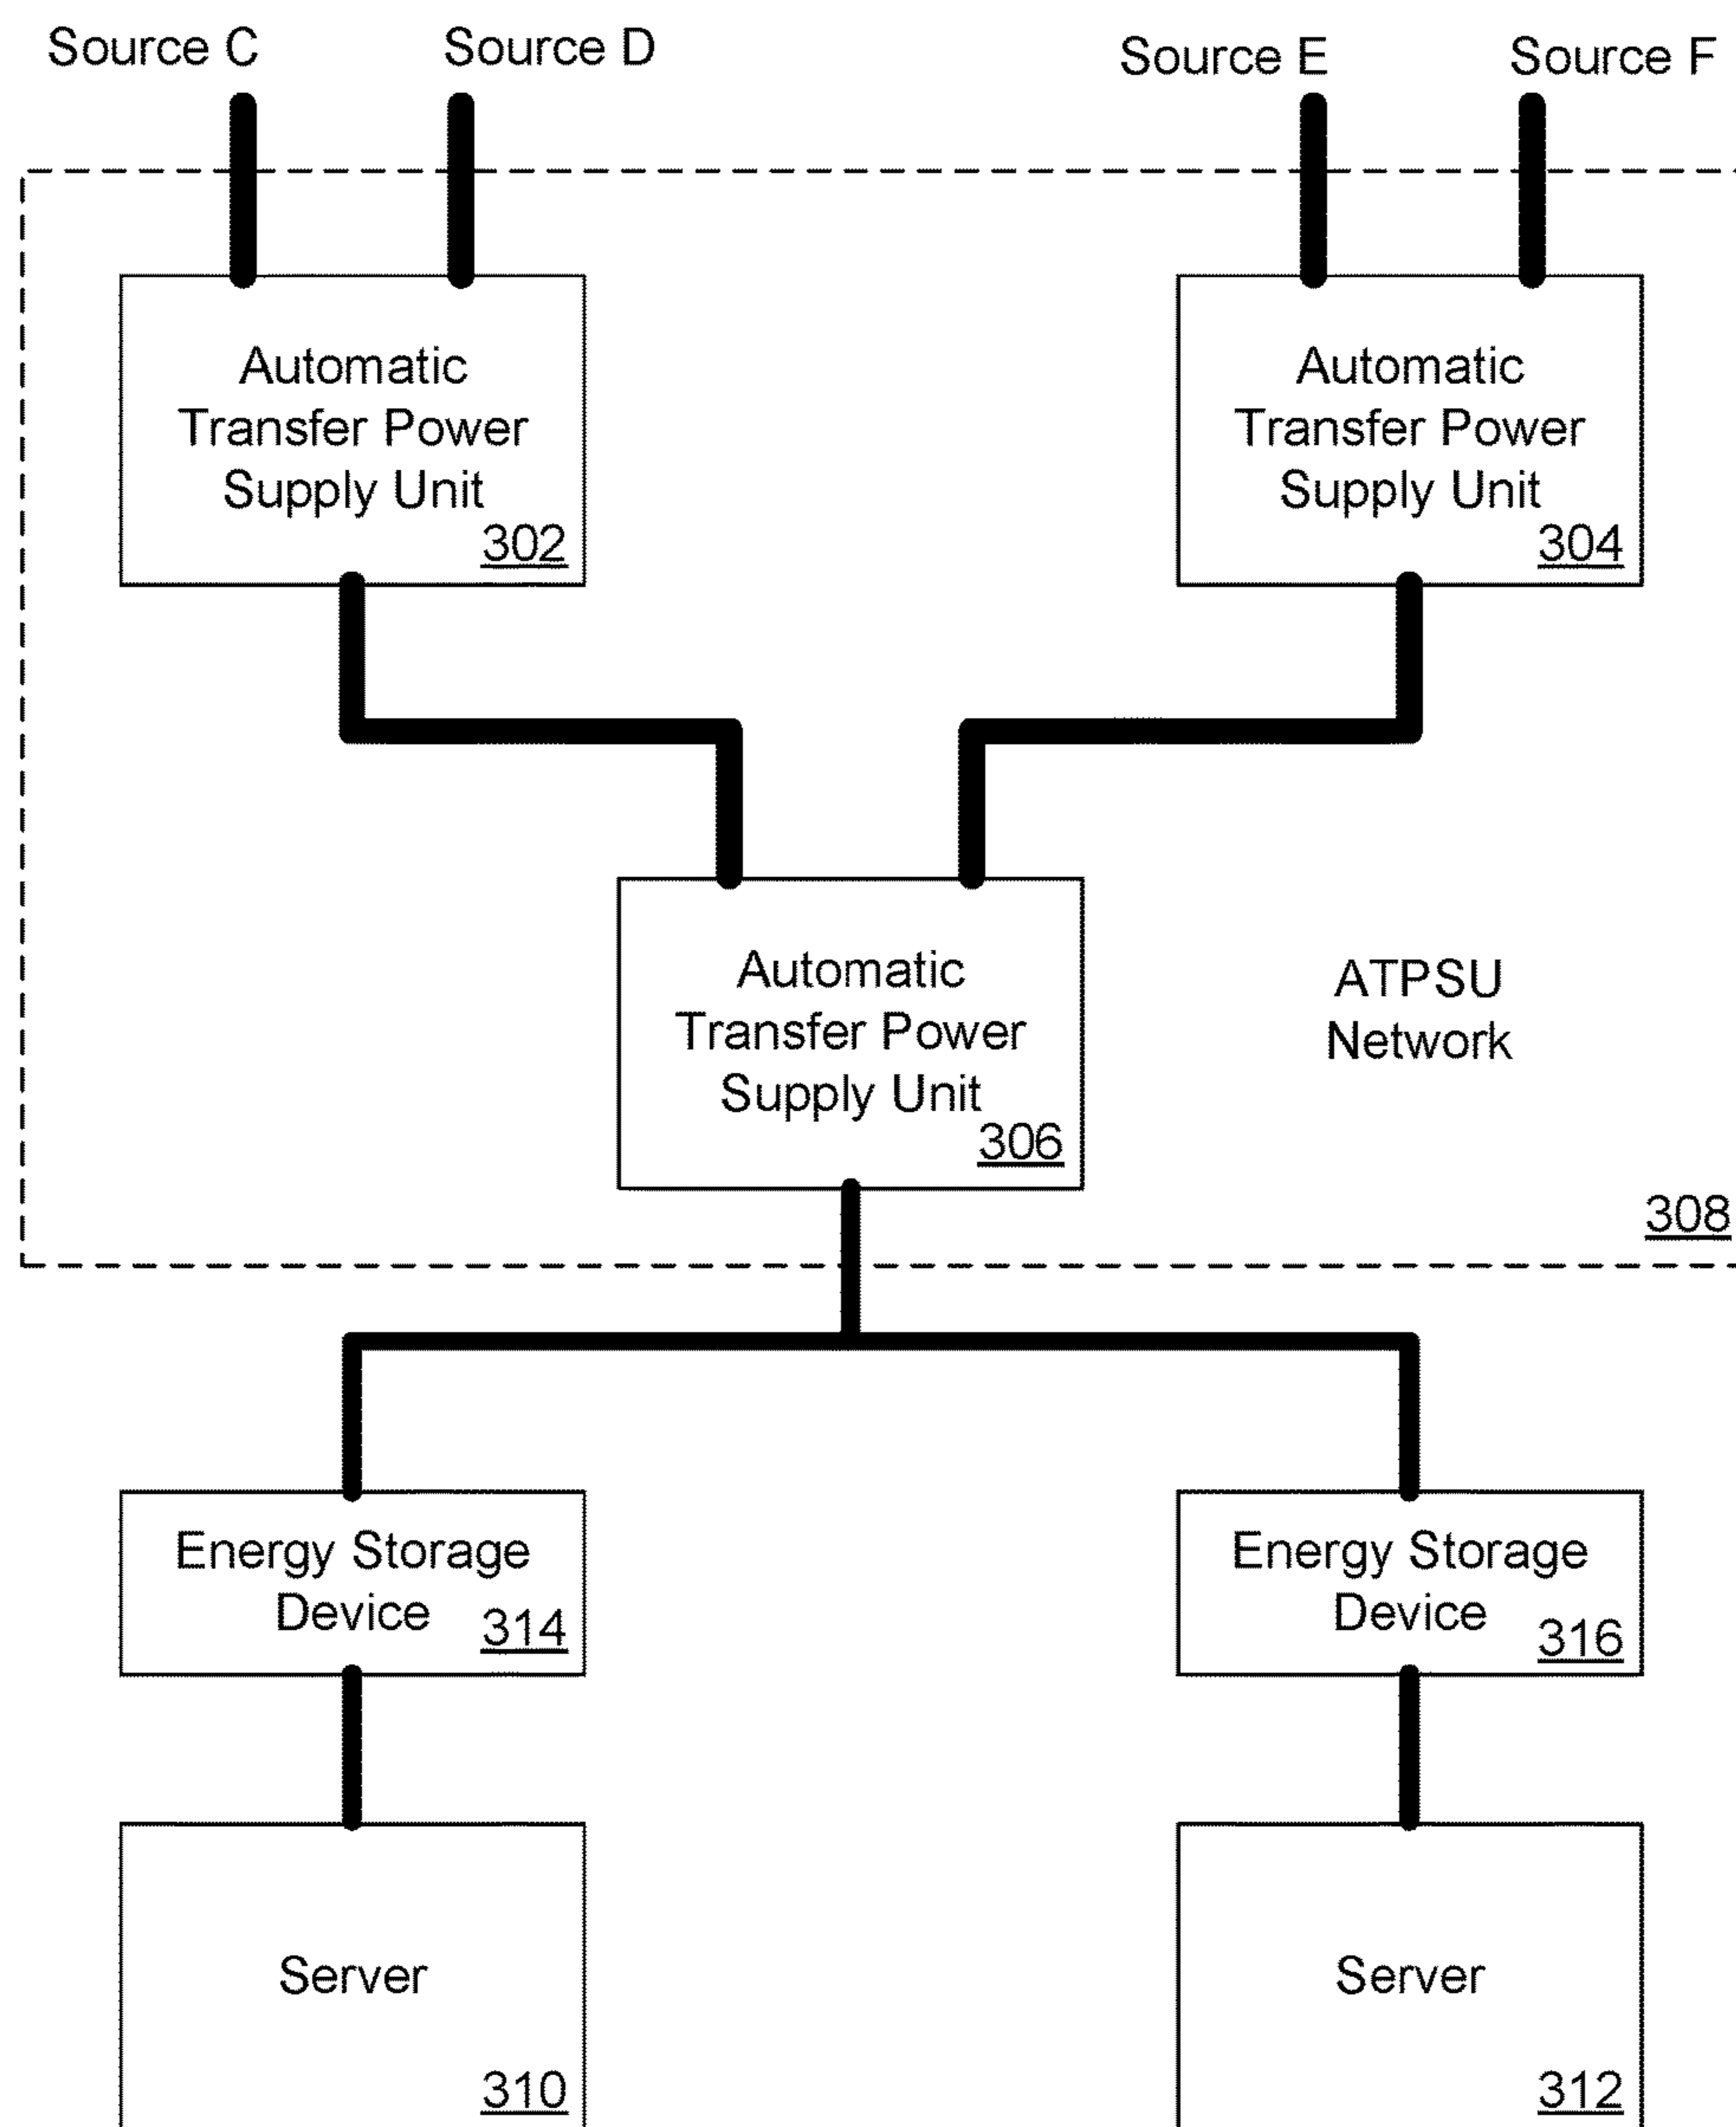 Source C
Source D
Source E
Source F
Automatic
Transfer Power
Supply Unit
302
Automatic
Transfer Power
Supply Unit
304
Automatic
Transfer Power
Supply Unit
306
ATPSU
Network
308
Energy Storage
Device
314
Energy Storage
Device
316
Server
310
Server
312